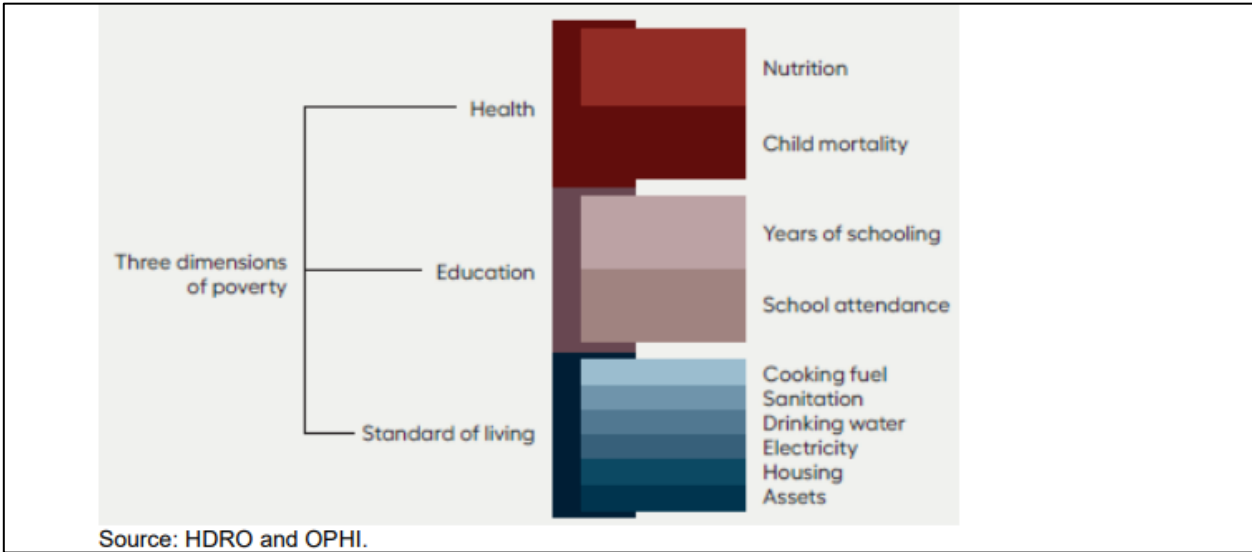 Three dimensions
of poverty
Health
Nutrition
Child mortality
Education
Years of schooling
School attendance
Standard of living
Cooking fuel
Sanitation
Drinking water
Electricity
Housing
Assets
Source: HDRO and OPHI.